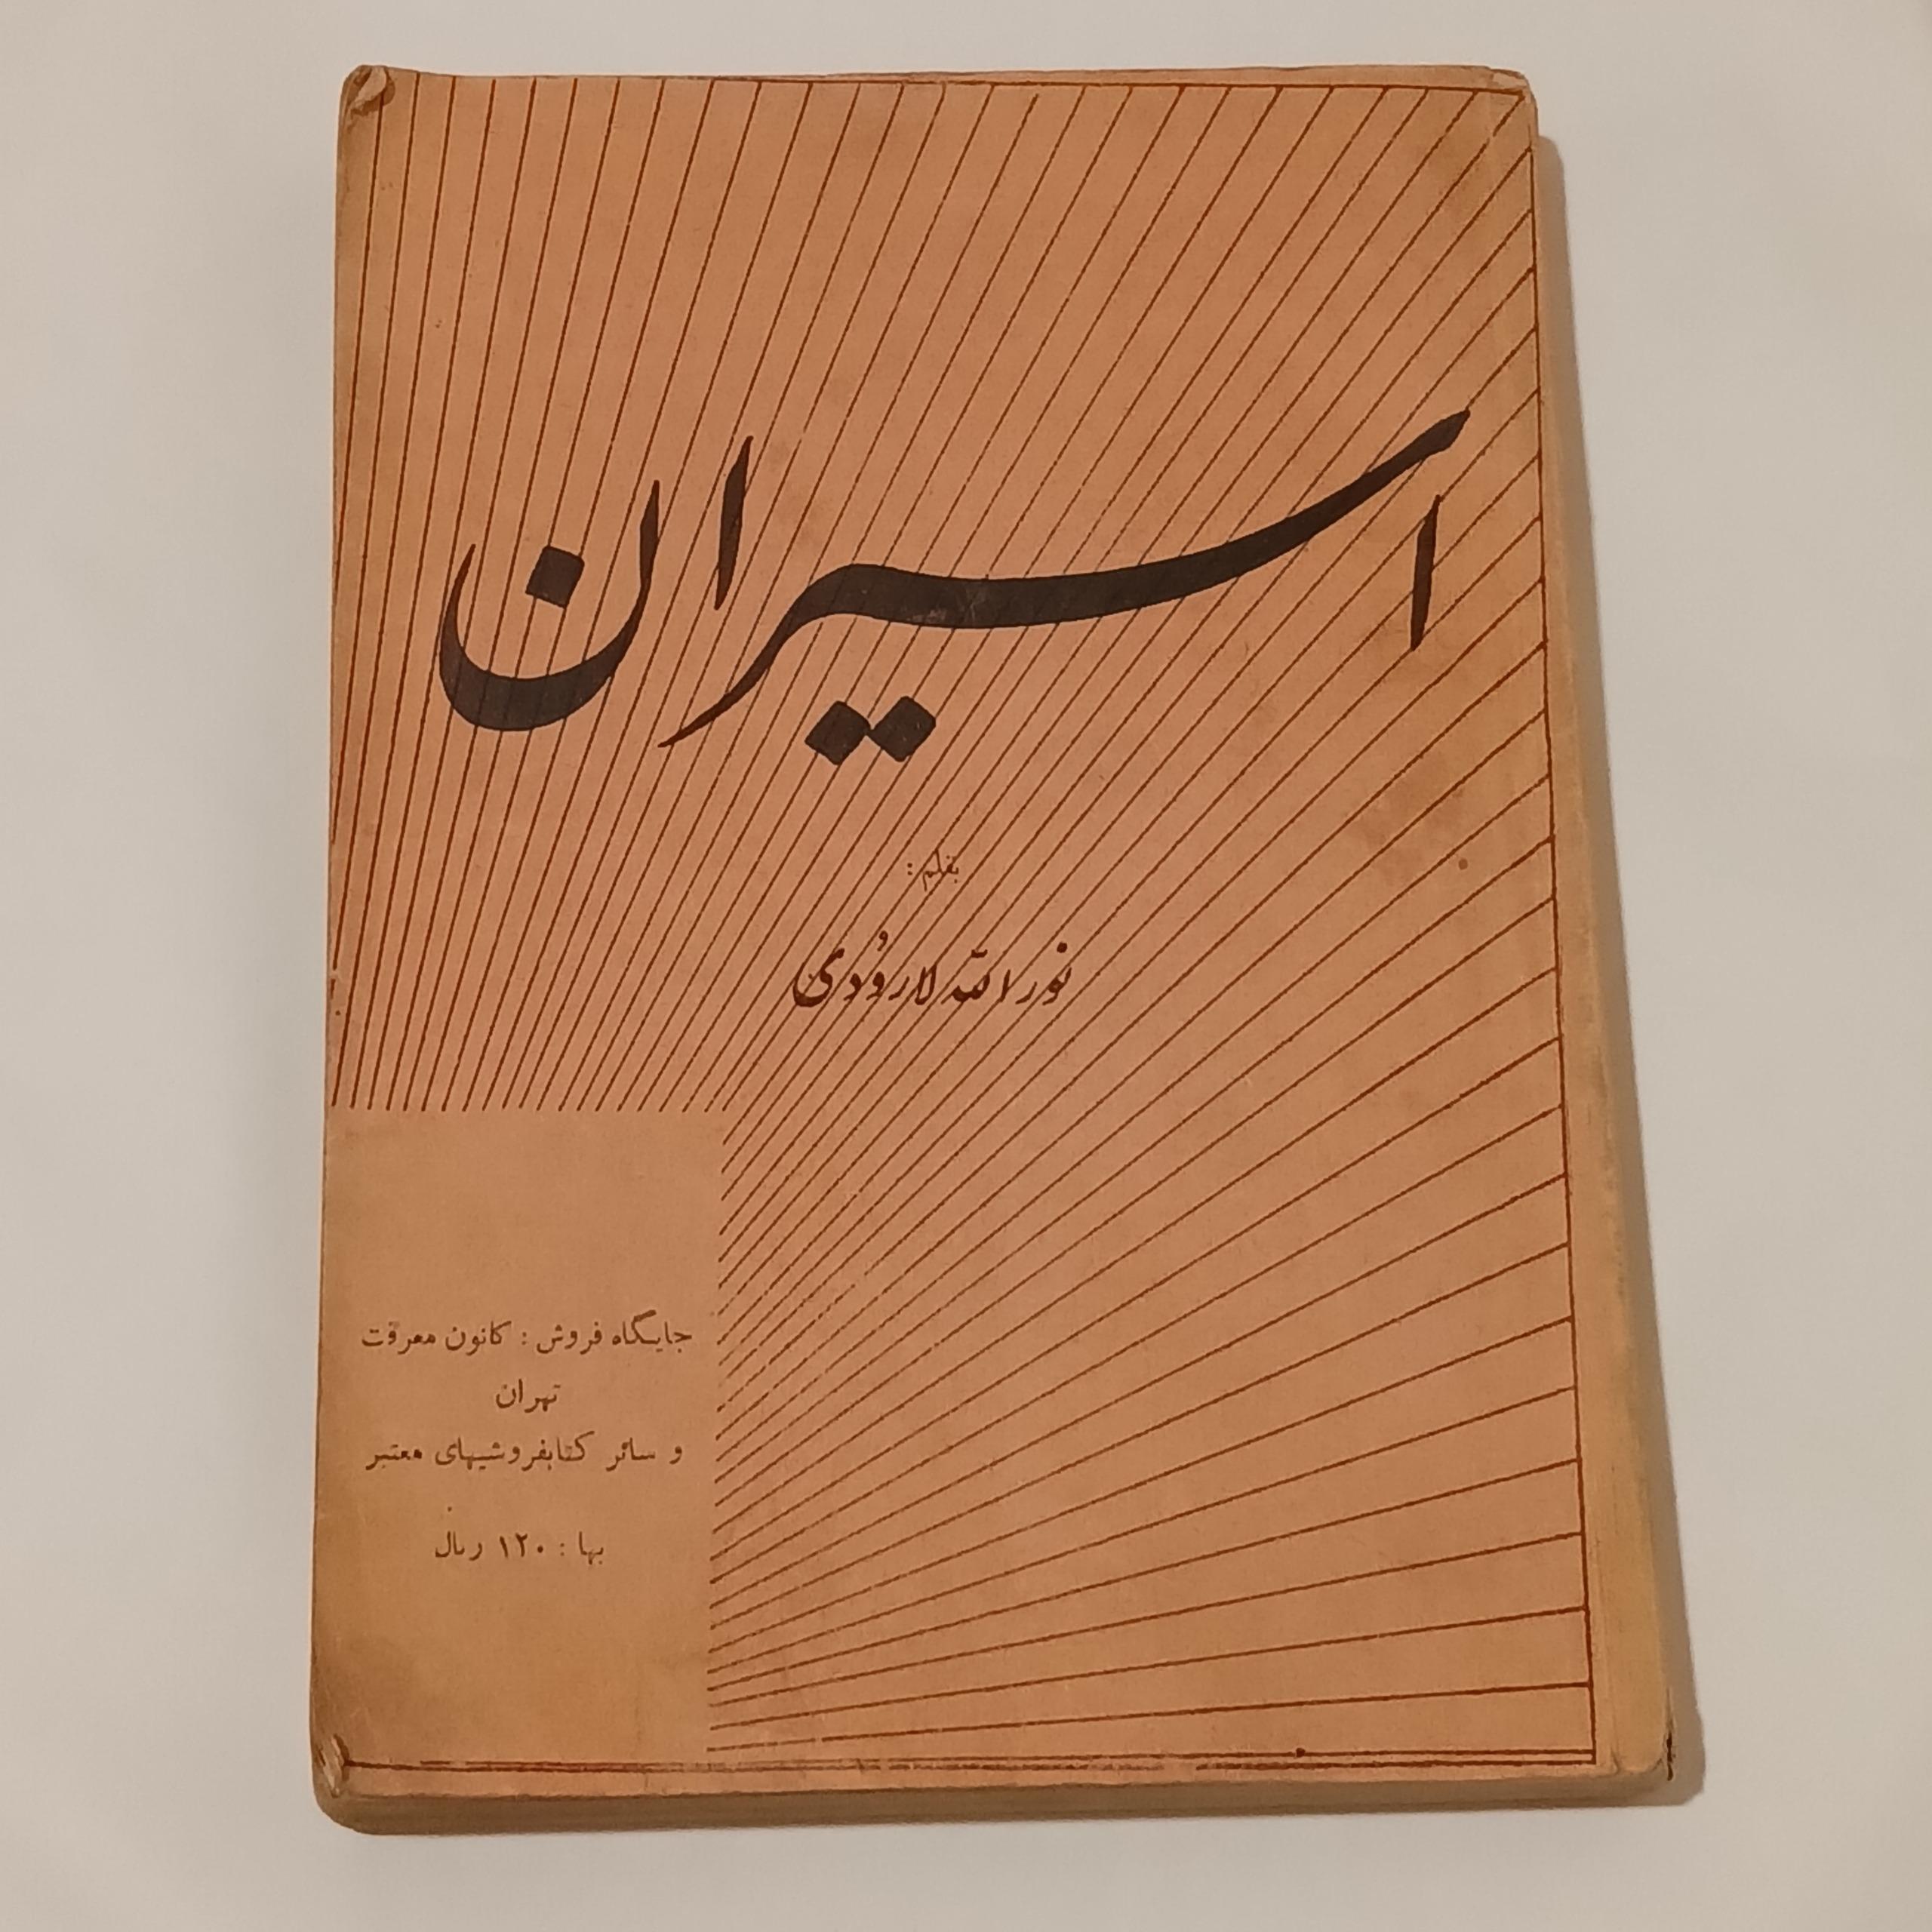 اسیران
بقلم:
نورالله لارودی
جایگاه فروش : کانون معرفت
تهران
و سائر کتابفروشیهای معتبر
بها : ۱۲۰ ریال